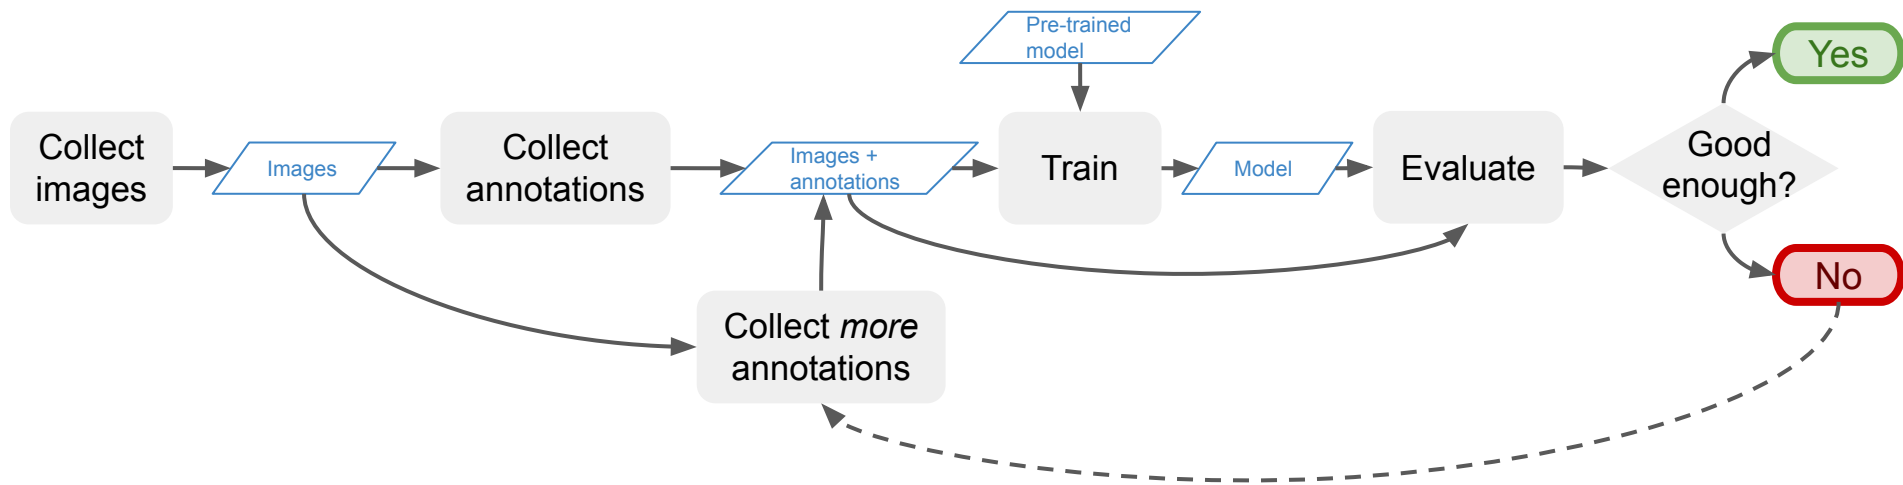 Pre-trained
model
Yes
Collect
images
Images
Collect
annotations
Images +
annotations
Train
Model
Evaluate
Good
enough?
No
Collect more
annotations